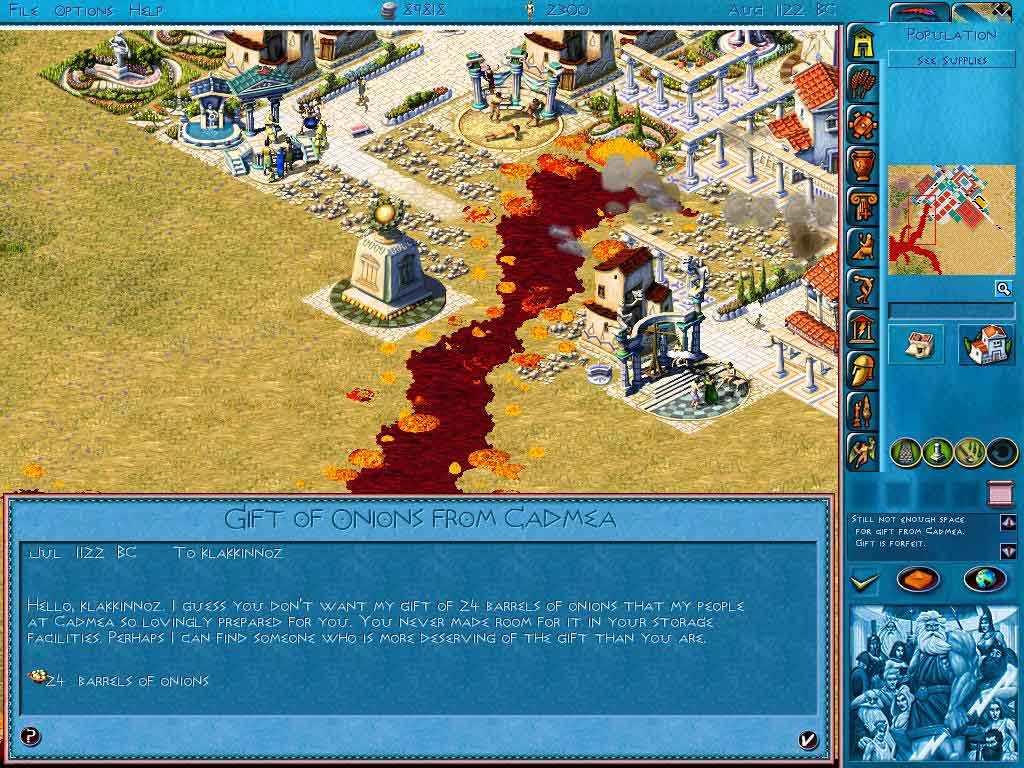 File Options Help 89818 2300 Aug 1122 BC
Population
See Supplies
Still not enough space
for gift from Cadmea.
Gift is forfeit.
Gift of Onions from Cadmea
Jul 1122 BC To klakkinnoz
Hello, klakkinnoz. I guess you don't want my gift of 24 barrels of onions that my people
at Cadmea so lovingly prepared for you. You never made room for it in your storage
facilities. Perhaps I can find someone who is more deserving of the gift than you are.
24 barrels of onions
?